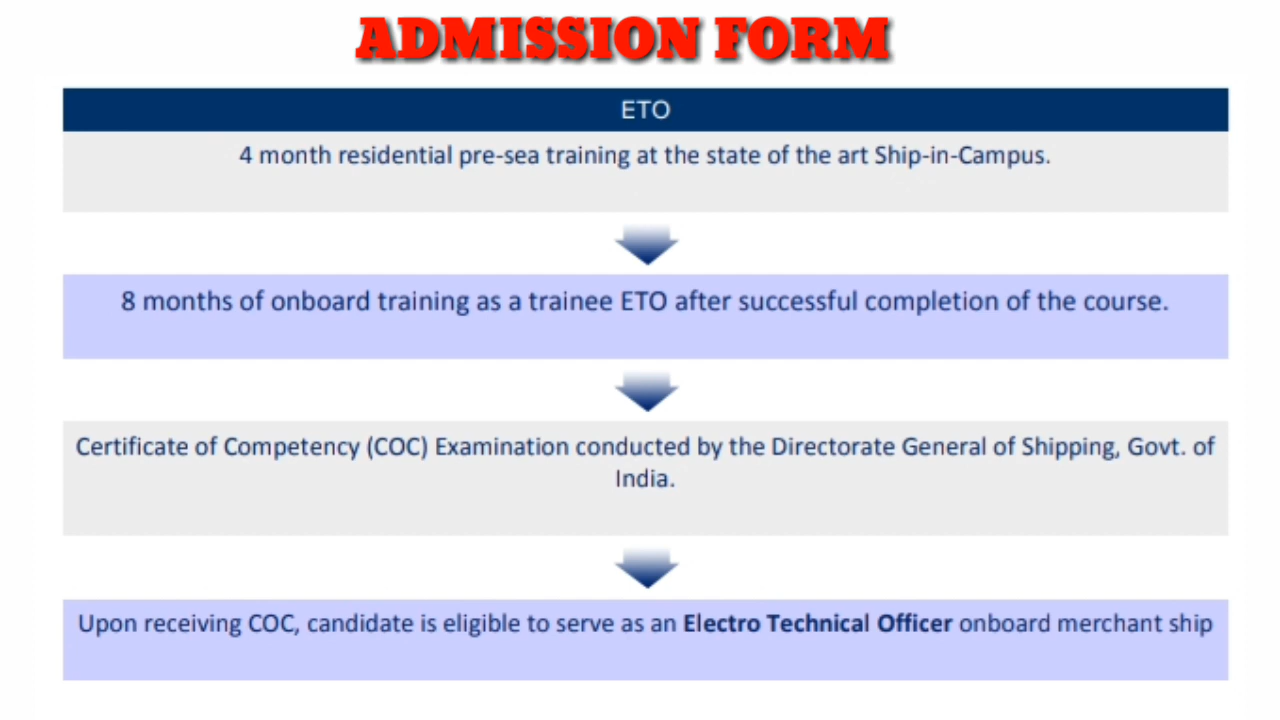 ADMISSION FORM
ETO
4 month residential pre-sea training at the state of the art Ship-in-Campus.
8 months of onboard training as a trainee ETO after successful completion of the course.
Certificate of Competency (COC) Examination conducted by the Directorate General of Shipping, Govt. of
India.
Upon receiving COC, candidate is eligible to serve as an Electro Technical Officer onboard merchant ship